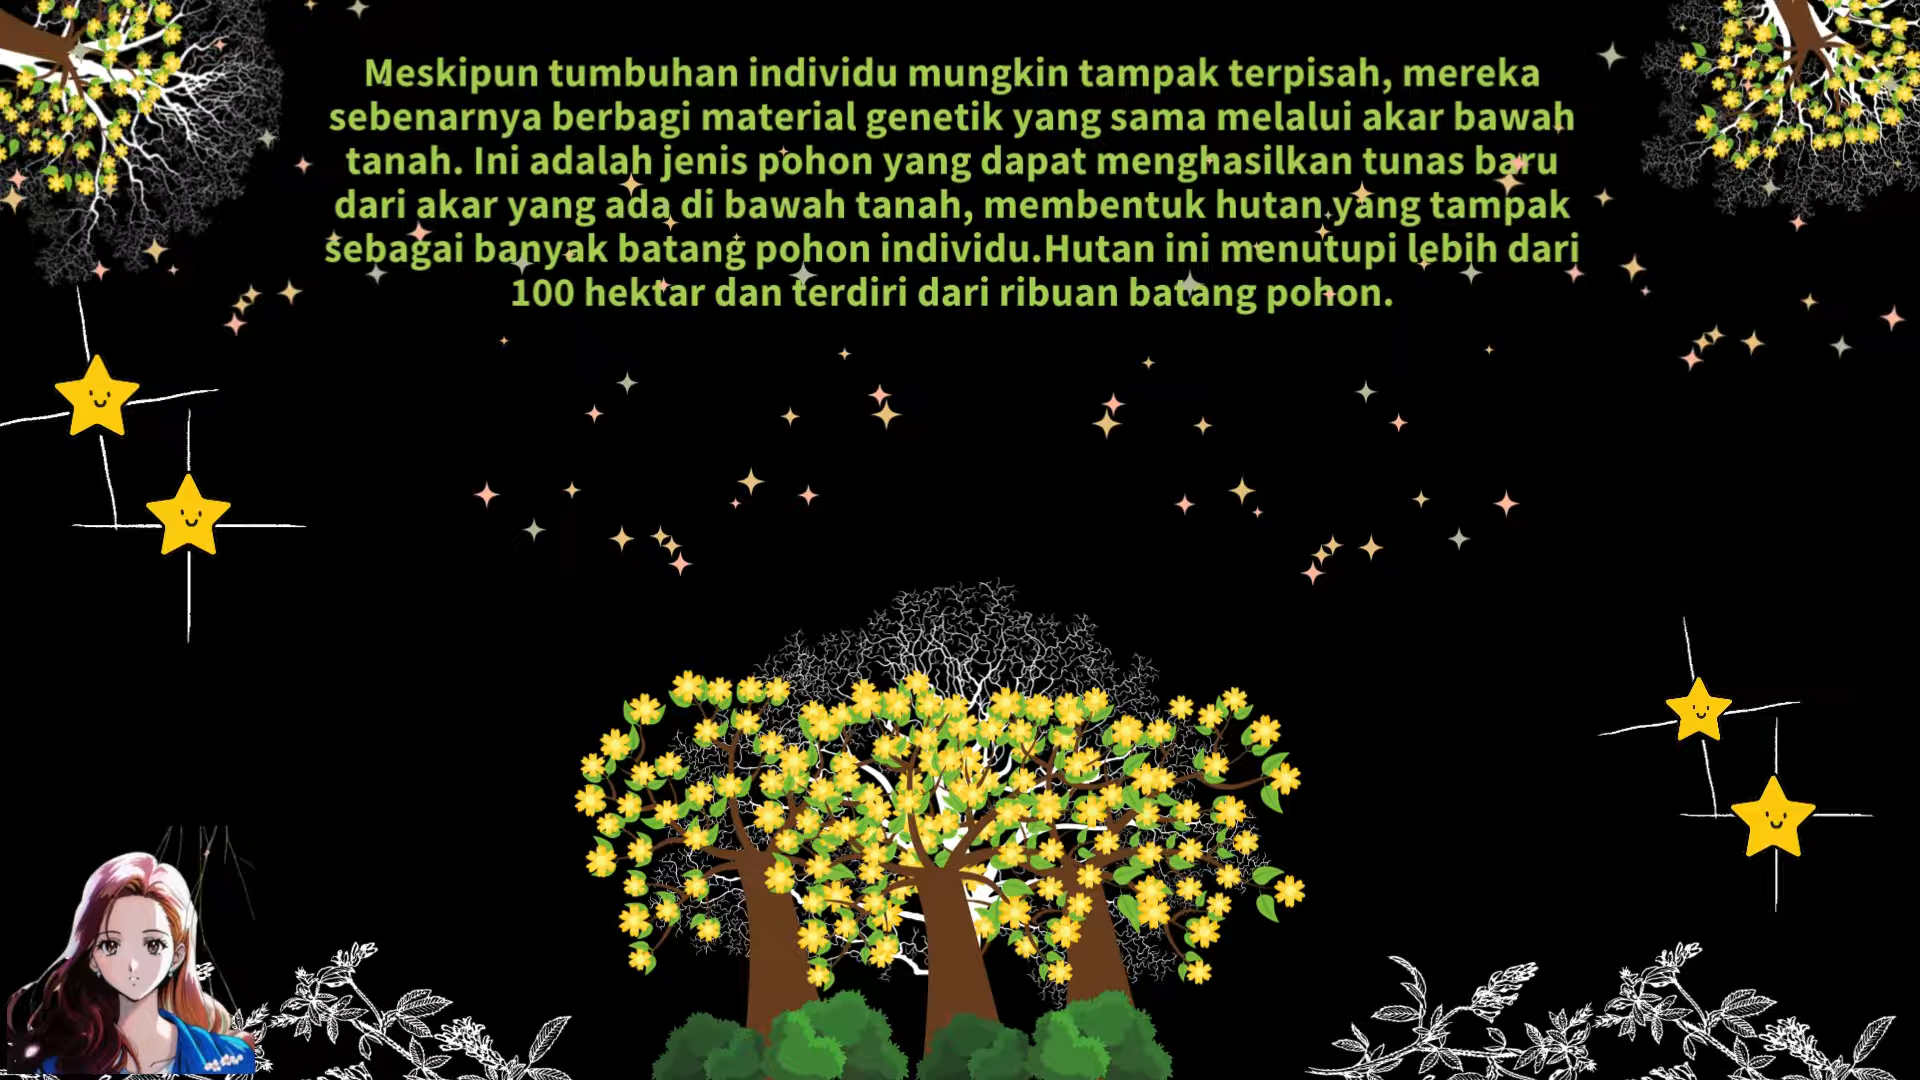 Meskipun tumbuhan individu mungkin tampak terpisah, mereka
sebenarnya berbagi material genetik yang sama melalui akar bawah
tanah. Ini adalah jenis pohon yang dapat menghasilkan tunas baru
dari akar yang ada di bawah tanah, membentuk hutan yang tampak
sebagai banyak batang pohon individu.Hutan ini menutupi lebih dari
100 hektar dan terdiri dari ribuan batang pohon.